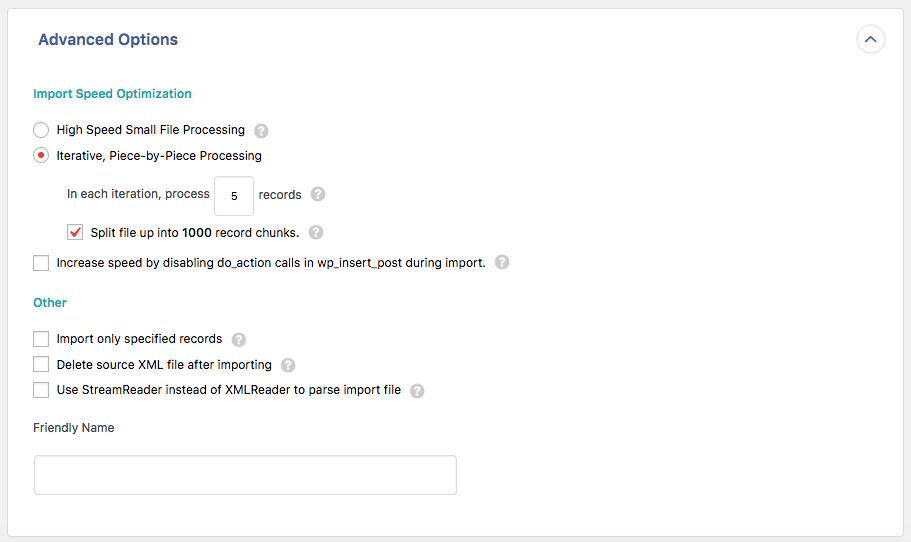 Advanced Options
Import Speed Optimization
High Speed Small File Processing ?
Iterative, Piece-by-Piece Processing
In each iteration, process 5 records ?
Split file up into 1000 record chunks. ?
Increase speed by disabling do_action calls in wp_insert_post during import. ?
Other
Import only specified records ?
Delete source XML file after importing ?
Use StreamReader instead of XMLReader to parse import file ?
Friendly Name